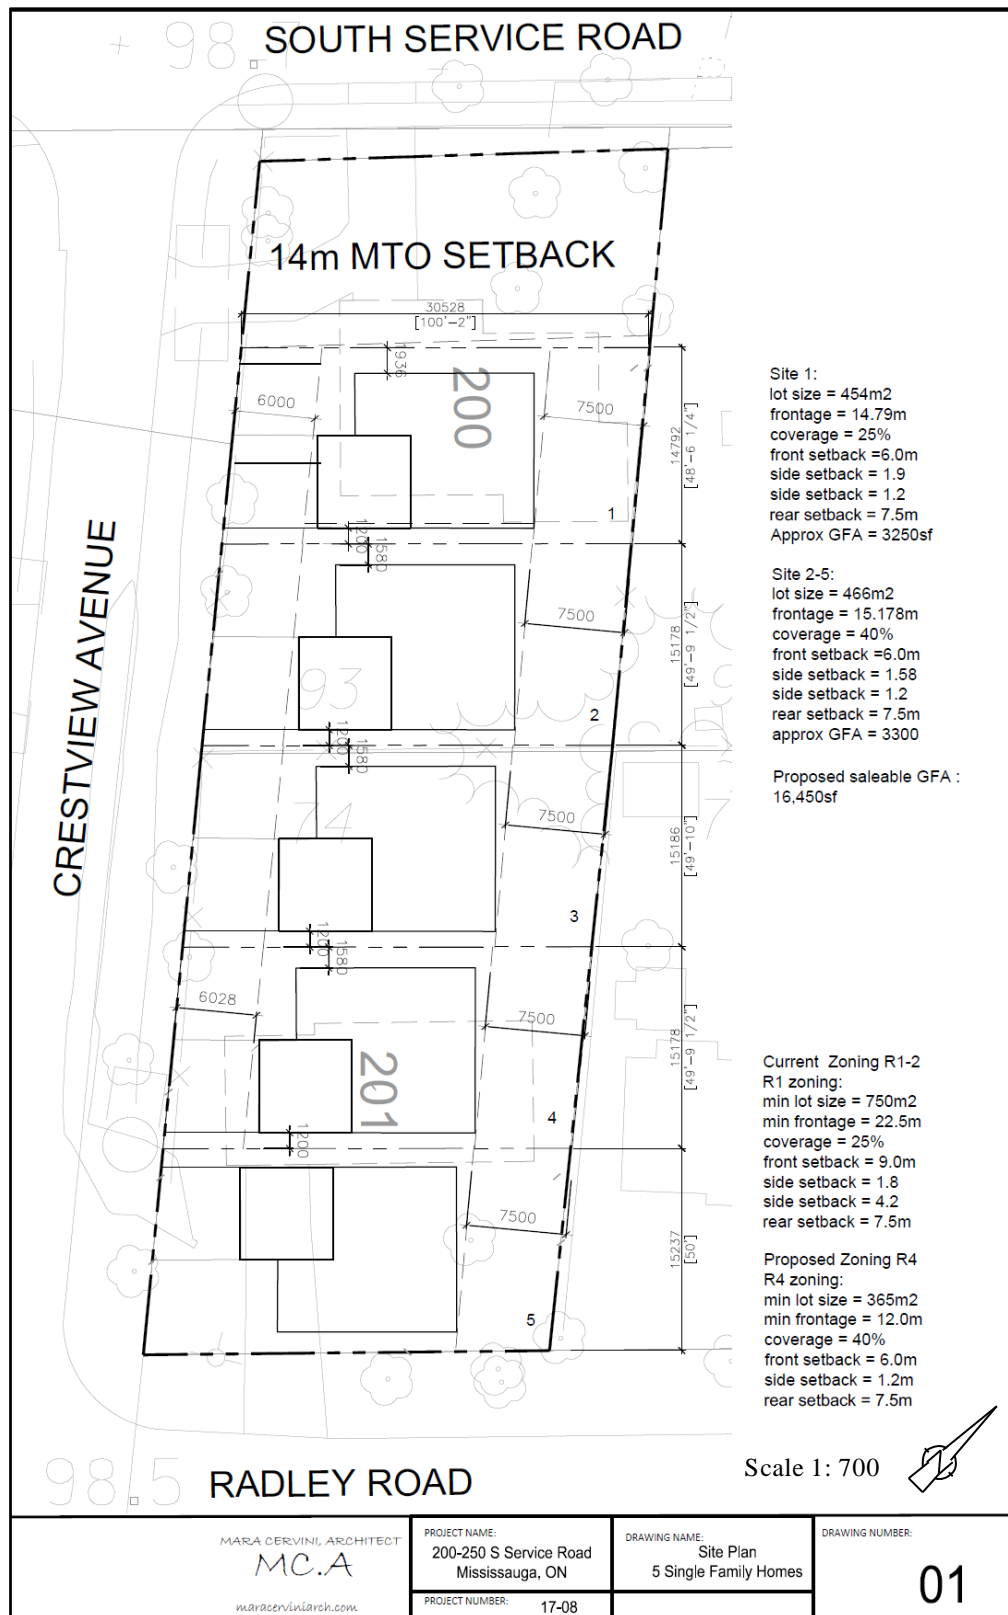 98.
SOUTH SERVICE ROAD
14m MTO SETBACK
30528
[100'-2"]
1936
200
6000
7500
14792
[48'-6 1/4"]
1
1200
1580
CRESTVIEW AVENUE
7500
15178
[49'-9 1/2"]
93
2
1200
1580
74
7500
15186
[49'-10"]
3
1200
1580
6028
7500
15178
[49'-9 1/2"]
201
4
1200
7500
15237
[50']
5
Site 1:
lot size = 454m2
frontage = 14.79m
coverage = 25%
front setback =6.0m
side setback = 1.9
side setback = 1.2
rear setback = 7.5m
Approx GFA = 3250sf
Site 2-5:
lot size = 466m2
frontage = 15.178m
coverage = 40%
front setback =6.0m
side setback = 1.58
side setback = 1.2
rear setback = 7.5m
approx GFA = 3300
Proposed saleable GFA :
16,450sf
Current Zoning R1-2
R1 zoning:
min lot size = 750m2
min frontage = 22.5m
coverage = 25%
front setback = 9.0m
side setback = 1.8
side setback = 4.2
rear setback = 7.5m
Proposed Zoning R4
R4 zoning:
min lot size = 365m2
min frontage = 12.0m
coverage = 40%
front setback = 6.0m
side setback = 1.2m
rear setback = 7.5m
Scale 1: 700
98.5
RADLEY ROAD
MARA CERVINI, ARCHITECT
MC.A
maracerviniarch.com
PROJECT NAME:
200-250 S Service Road
Mississauga, ON
PROJECT NUMBER: 17-08
DRAWING NAME:
Site Plan
5 Single Family Homes
DRAWING NUMBER:
01